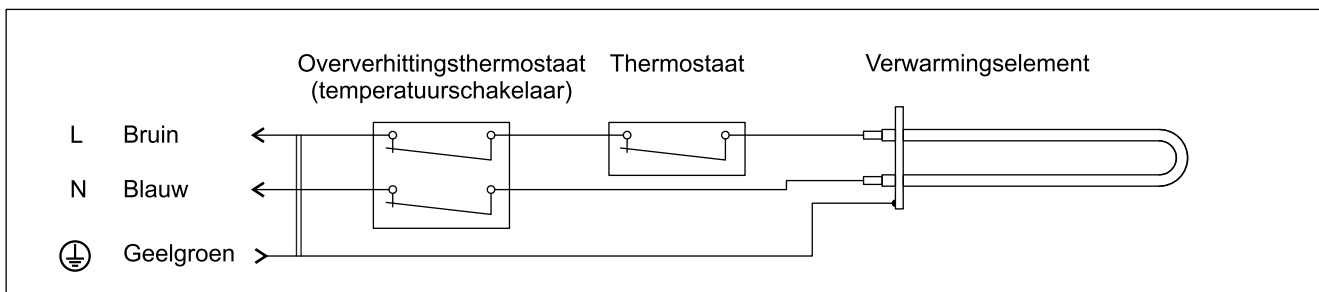 Oververhittingsthermostaat
(temperatuurschakelaar)
Thermostaat
Verwarmingselement
L Bruin
N Blauw
Geelgroen